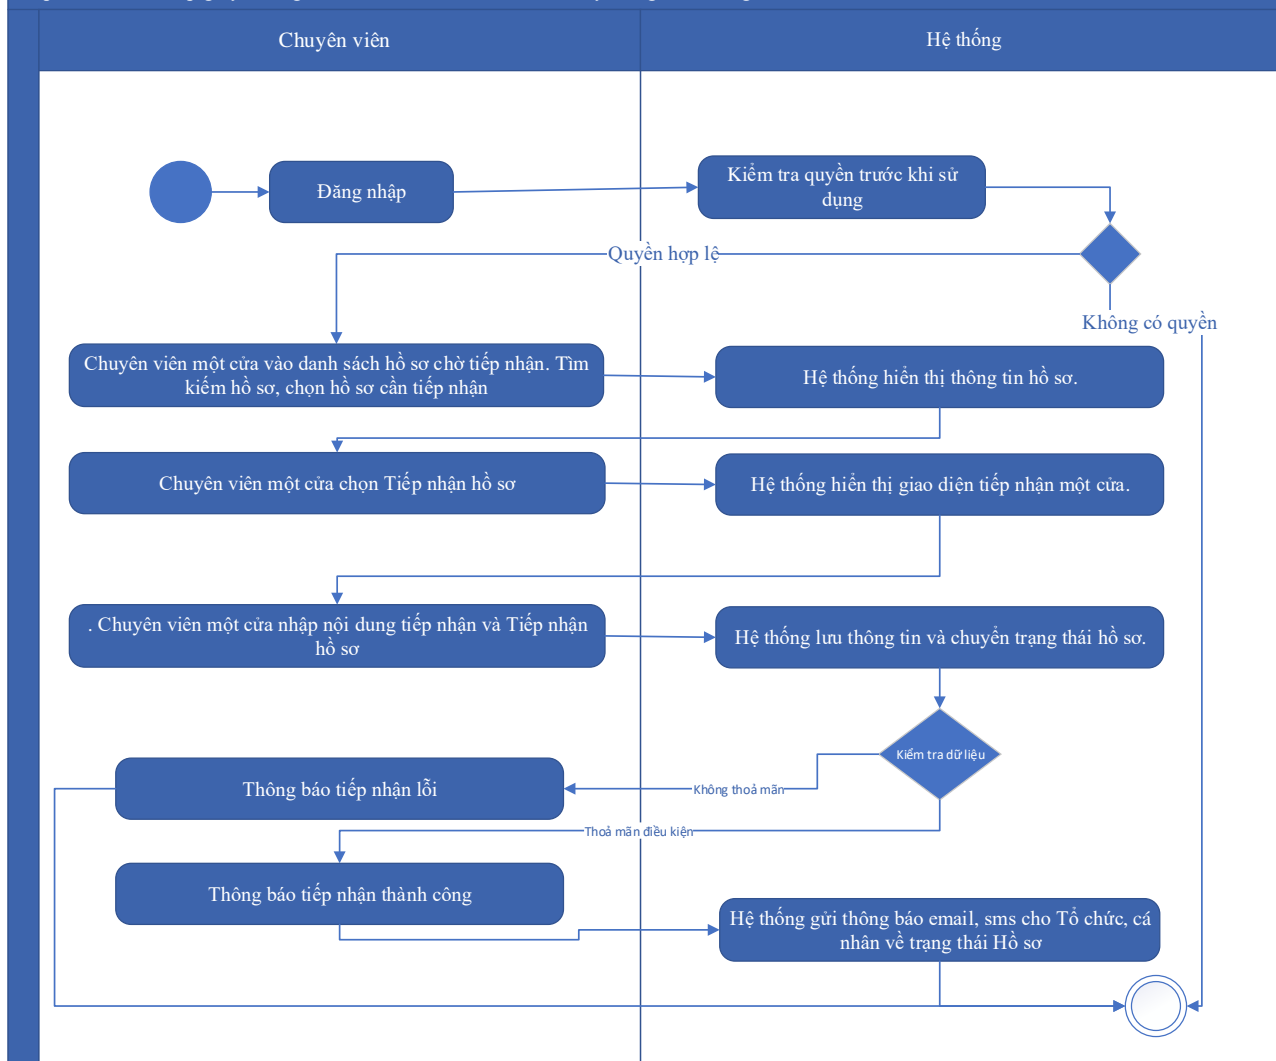 Chuyên viên
Hệ thống
Đăng nhập
Kiểm tra quyền trước khi sử
dụng
Quyền hợp lệ
Không có quyền
Chuyên viên một cửa vào danh sách hồ sơ chờ tiếp nhận. Tìm
kiếm hồ sơ, chọn hồ sơ cần tiếp nhận
Hệ thống hiển thị thông tin hồ sơ.
Chuyên viên một cửa chọn Tiếp nhận hồ sơ
Hệ thống hiển thị giao diện tiếp nhận một cửa.
. Chuyên viên một cửa nhập nội dung tiếp nhận và Tiếp nhận
hồ sơ
Hệ thống lưu thông tin và chuyển trạng thái hồ sơ.
Kiểm tra dữ liệu
Thông báo tiếp nhận lỗi
Không thoả mãn
Thoả mãn điều kiện
Thông báo tiếp nhận thành công
Hệ thống gửi thông báo email, sms cho Tổ chức, cá
nhân về trạng thái Hồ sơ